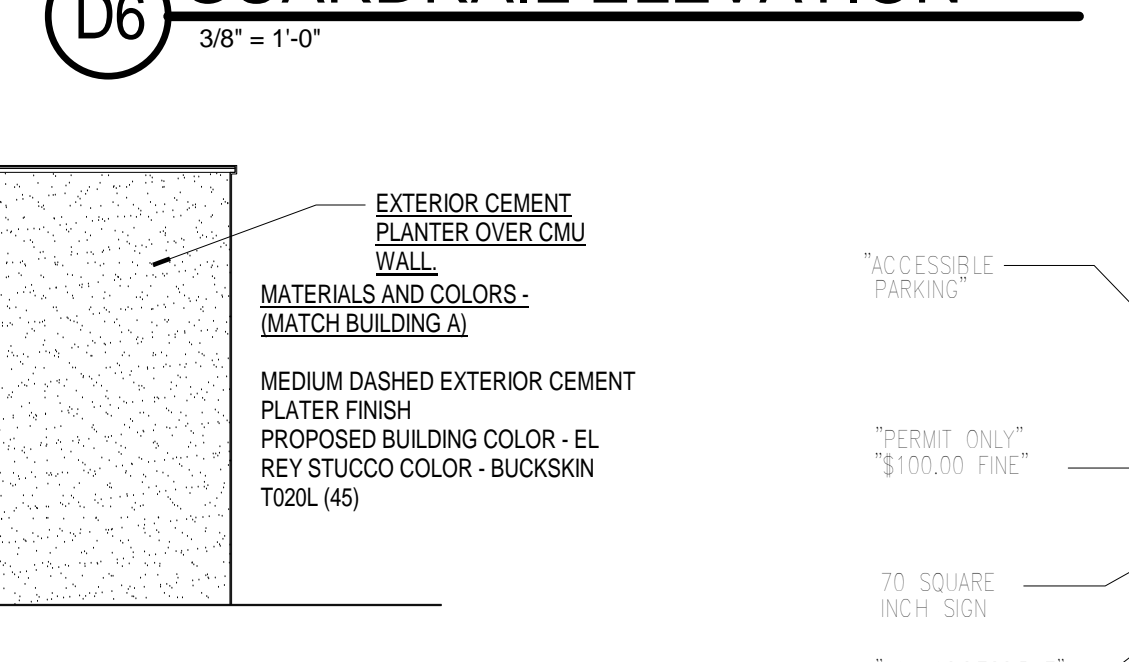 D6 GUARDRAIL ELEVATION
3/8" = 1'-0"
EXTERIOR CEMENT
PLANTER OVER CMU
WALL.
MATERIALS AND COLORS -
(MATCH BUILDING A)
MEDIUM DASHED EXTERIOR CEMENT
PLATER FINISH
PROPOSED BUILDING COLOR - EL
REY STUCCO COLOR - BUCKSKIN
T020L (45)
"ACCESSIBLE
PARKING"
"PERMIT ONLY"
"$100.00 FINE"
70 SQUARE
INCH SIGN